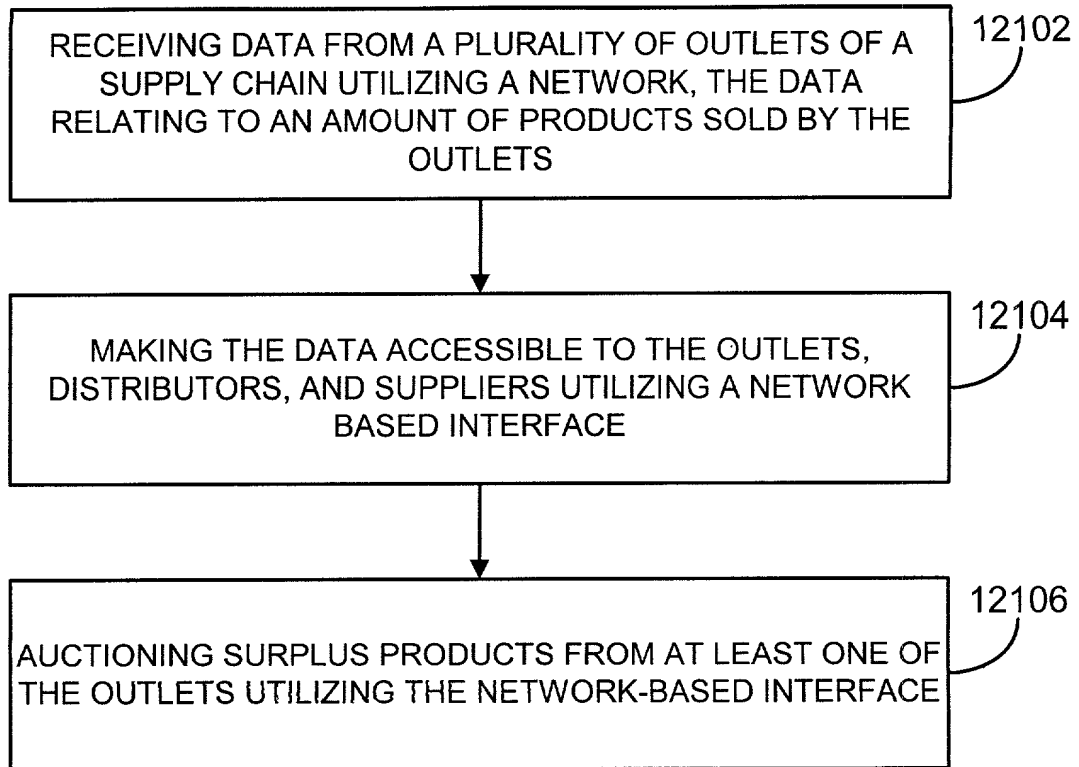 RECEIVING DATA FROM A PLURALITY OF OUTLETS OF A
SUPPLY CHAIN UTILIZING A NETWORK, THE DATA
RELATING TO AN AMOUNT OF PRODUCTS SOLD BY THE
OUTLETS
12102
MAKING THE DATA ACCESSIBLE TO THE OUTLETS,
DISTRIBUTORS, AND SUPPLIERS UTILIZING A NETWORK
BASED INTERFACE
12104
AUCTIONING SURPLUS PRODUCTS FROM AT LEAST ONE OF
THE OUTLETS UTILIZING THE NETWORK-BASED INTERFACE
12106